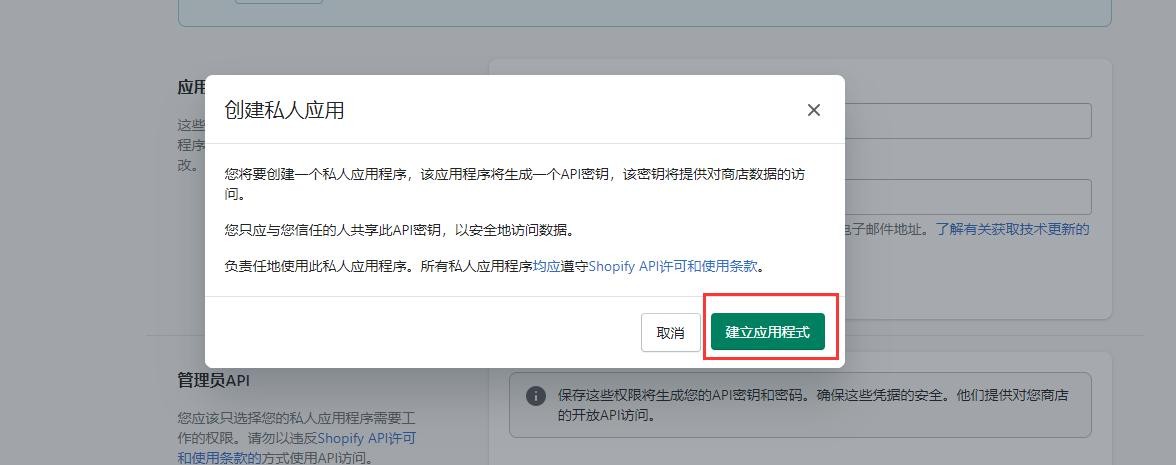 应用
这些
程序
改。
创建私人应用
您将要创建一个私人应用程序，该应用程序将生成一个API密钥，该密钥将提供对商店数据的访
问。
您只应与您信任的人共享此API密钥，以安全地访问数据。
负责任地使用此私人应用程序。所有私人应用程序均应遵守Shopify API许可和使用条款。
取消
建立应用程式
电子邮件地址。了解有关获取技术更新的
管理员API
您应该只选择您的私人应用程序需要工
作的权限。请勿以违反Shopify API许可
和使用条款的方式使用API访问。
保存这些权限将生成您的API密钥和密码。确保这些凭据的安全。他们提供对您商店
的开放API访问。